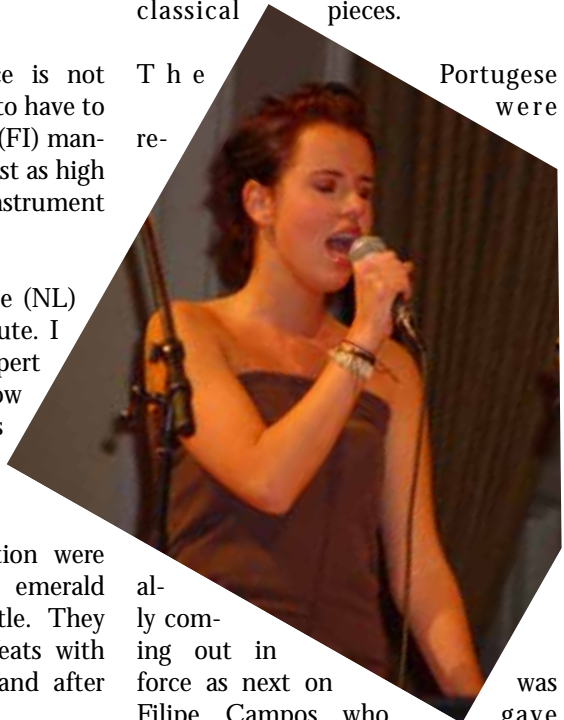 ce is not
to have to
(FI) man-
st as high
nstrument
e (NL)
ute. I
pert
ow
s
tion were
emerald
tle. They
eats with
and after
classical pieces.
The Portugese
were
re-
al-
ly com-
ing out in
force as next on was
Filipe Campos who gave